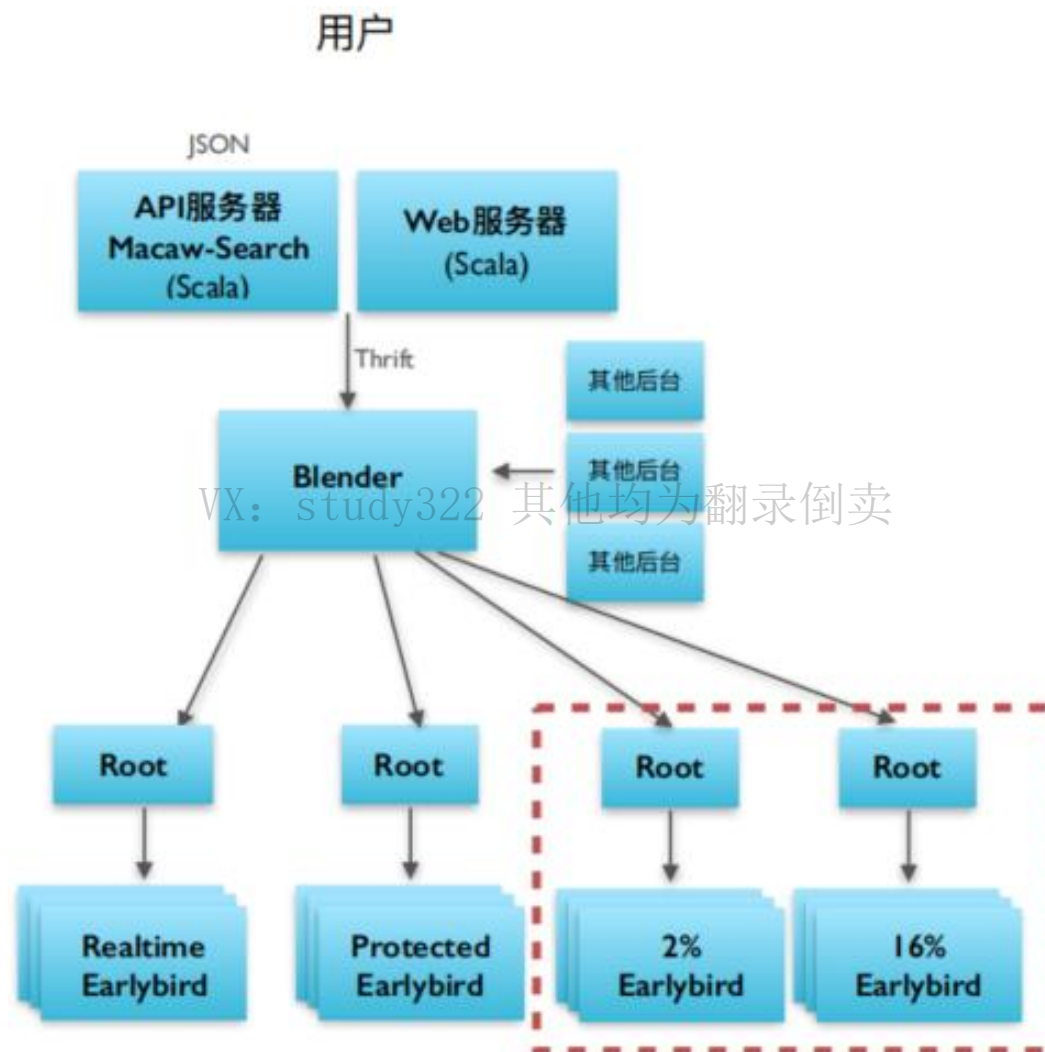 用户
JSON
API服务器
Macaw-Search
(Scala)
Web服务器
(Scala)
Thrift
其他后台
Blender
其他后台
VX: study322 其他均为翻录倒卖
其他后台
Root
Root
Root
Root
Realtime
Earlybird
Protected
Earlybird
2%
Earlybird
16%
Earlybird